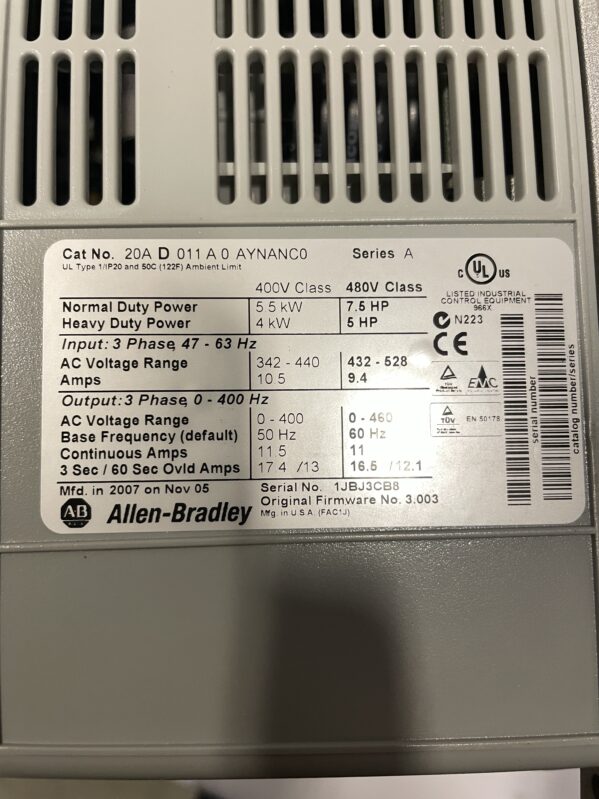 Cat No. 20A D 011 A 0 AYNANC0 Series A
UL Type 1/IP20 and 50C (122F) Ambient Limit
400V Class 480V Class
Normal Duty Power 5 5 kW 7.5 HP
Heavy Duty Power 4 kW 5 HP
Input: 3 Phase, 47 - 63 Hz
AC Voltage Range 342 - 440 432 - 528
Amps 10 5 9.4
Output: 3 Phase, 0 - 400 Hz
AC Voltage Range 0 - 400 0 - 460
Base Frequency (default) 50 Hz 60 Hz
Continuous Amps 11 5 11
3 Sec / 60 Sec Ovld Amps 17 4 /13 16.5 /12.1
Mfd. in 2007 on Nov 05 Serial No. 1JBJ3CB8
Original Firmware No. 3.003
AB Allen-Bradley Mfg. in U.S.A. (FAC1J)
C UL US
LISTED INDUSTRIAL
CONTROL EQUIPMENT
966X
N223
CE
TÜV EMC
TÜV EN 50178
serial number
catalog number/series